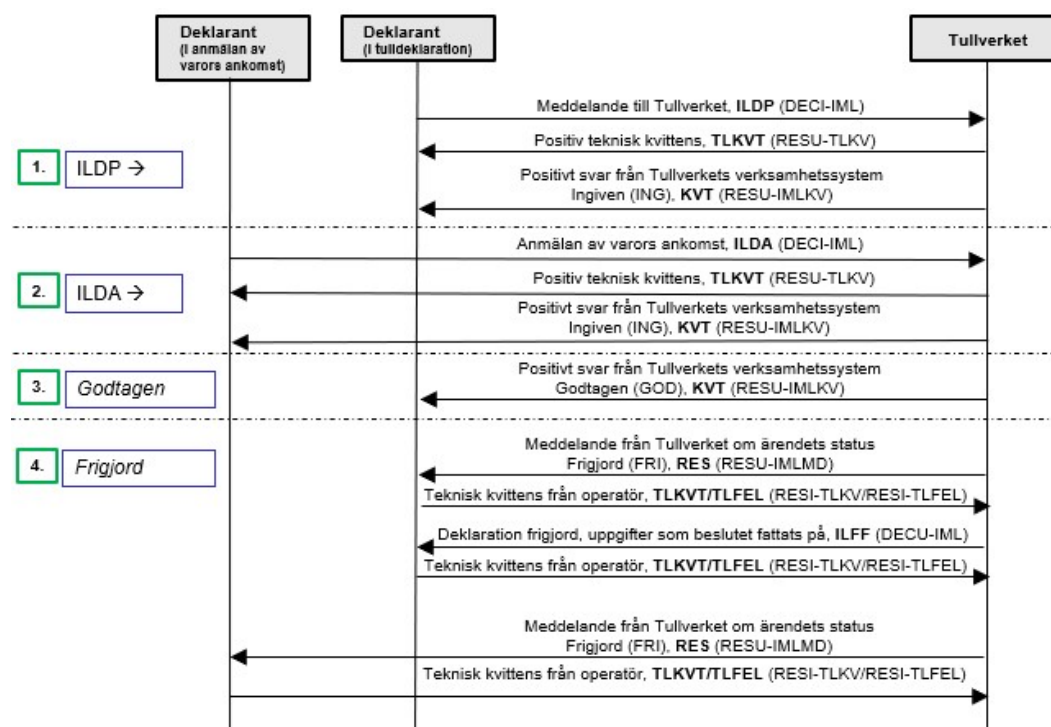 Deklarant
(I anmälan av
varors ankomst)
Deklarant
(I tulldeklaration)
Tullverket
Meddelande till Tullverket, ILDP (DECI-IML)
Positiv teknisk kvittens, TLKVT (RESU-TLKV)
1.
ILDP →
Positivt svar från Tullverkets verksamhetssystem
Ingiven (ING), KVT (RESU-IMLKV)
Anmälan av varors ankomst, ILDA (DECI-IML)
Positiv teknisk kvittens, TLKVT (RESU-TLKV)
2.
ILDA →
Positivt svar från Tullverkets verksamhetssystem
Ingiven (ING), KVT (RESU-IMLKV)
3.
Godtagen
Positivt svar från Tullverkets verksamhetssystem
Godtagen (GOD), KVT (RESU-IMLKV)
4.
Frigjord
Meddelande från Tullverket om ärendets status
Frigjord (FRI), RES (RESU-IMLMD)
Teknisk kvittens från operatör, TLKVT/TLFEL (RESI-TLKV/RESI-TLFEL)
Deklaration frigjord, uppgifter som beslutet fattats på, ILFF (DECU-IML)
Teknisk kvittens från operatör, TLKVT/TLFEL (RESI-TLKV/RESI-TLFEL)
Meddelande från Tullverket om ärendets status
Frigjord (FRI), RES (RESU-IMLMD)
Teknisk kvittens från operatör, TLKVT/TLFEL (RESI-TLKV/RESI-TLFEL)